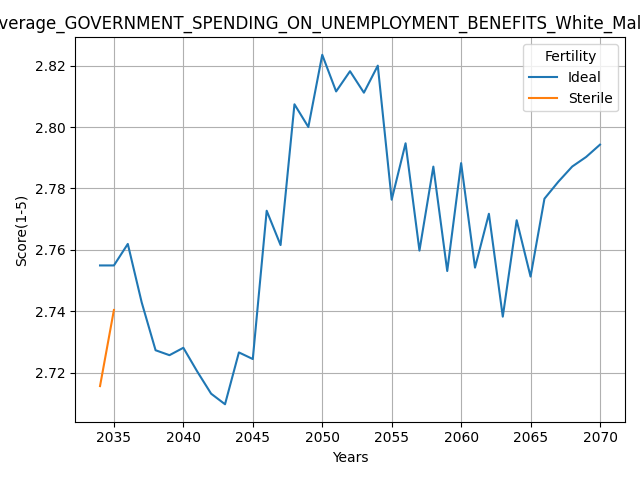 verage_GOVERNMENT_SPENDING_ON_UNEMPLOYMENT_BENEFITS_White_Mal
Fertility
Ideal
Sterile
Score(1-5)
2.82
2.80
2.78
2.76
2.74
2.72
2035 2040 2045 2050 2055 2060 2065 2070
Years